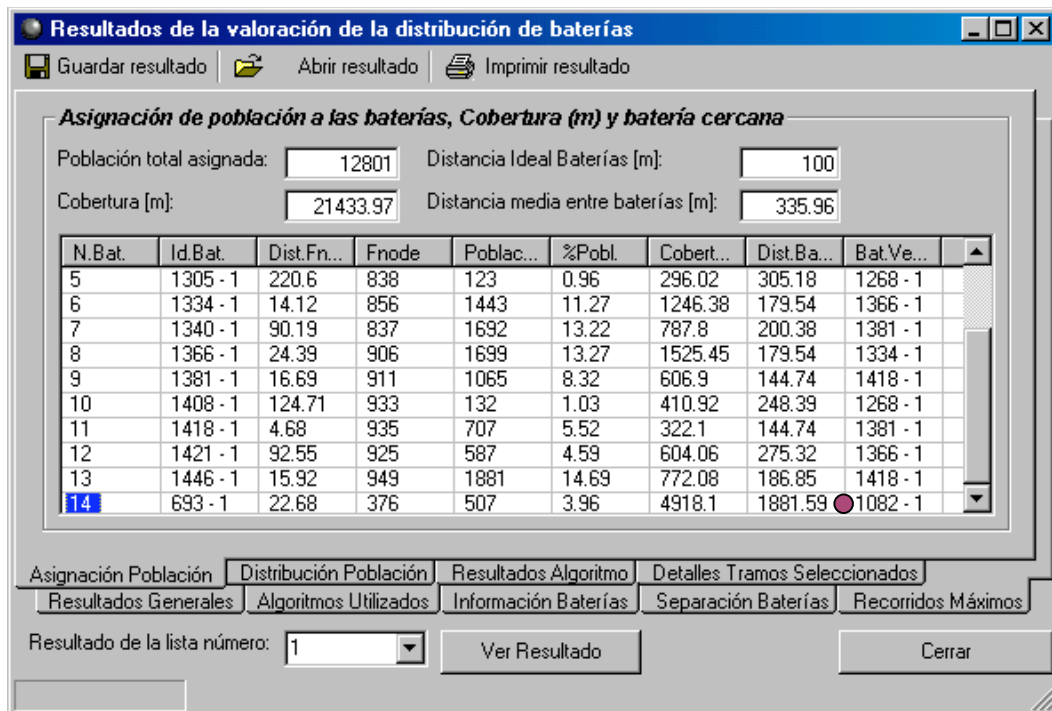 Resultados de la valoración de la distribución de baterías
Guardar resultado Abrir resultado Imprimir resultado
Asignación de población a las baterías, Cobertura (m) y batería cercana
Población total asignada: 12801 Distancia Ideal Baterías [m]: 100
Cobertura [m]: 21433.97 Distancia media entre baterías [m]: 335.96
N.Bat. Id.Bat. Dist.Fn... Fnode Poblac... %Pobl. Cobert... Dist.Ba... Bat.Ve...
5 1305 - 1 220.6 838 123 0.96 296.02 305.18 1268 - 1
6 1334 - 1 14.12 856 1443 11.27 1246.38 179.54 1366 - 1
7 1340 - 1 90.19 837 1692 13.22 787.8 200.38 1381 - 1
8 1366 - 1 24.39 906 1699 13.27 1525.45 179.54 1334 - 1
9 1381 - 1 16.69 911 1065 8.32 606.9 144.74 1418 - 1
10 1408 - 1 124.71 933 132 1.03 410.92 248.39 1268 - 1
11 1418 - 1 4.68 935 707 5.52 322.1 144.74 1381 - 1
12 1421 - 1 92.55 925 587 4.59 604.06 275.32 1366 - 1
13 1446 - 1 15.92 949 1881 14.69 772.08 186.85 1418 - 1
14 693 - 1 22.68 376 507 3.96 4918.1 1881.59 1082 - 1
Asignación Población Distribución Población Resultados Algoritmo Detalles Tramos Seleccionados
Resultados Generales Algoritmos Utilizados Información Baterías Separación Baterías Recorridos Máximos
Resultado de la lista número: 1 Ver Resultado Cerrar